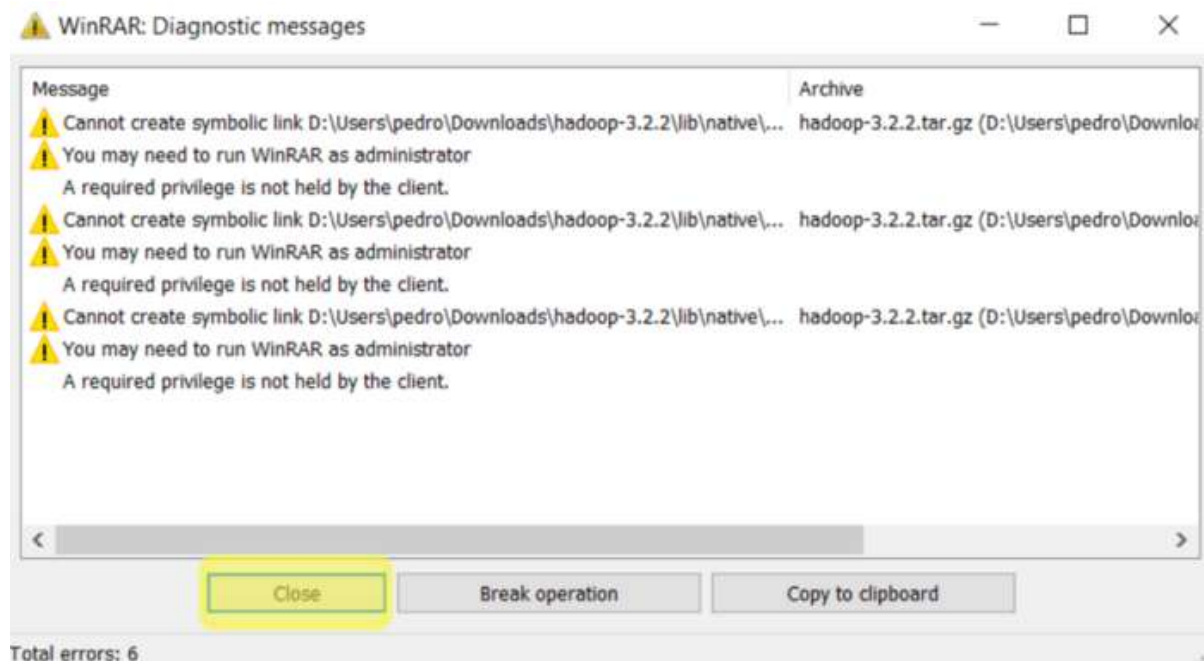 WinRAR: Diagnostic messages
Message Archive
Cannot create symbolic link D:\Users\pedro\Downloads\hadoop-3.2.2\lib\native\... hadoop-3.2.2.tar.gz (D:\Users\pedro\Downloa
You may need to run WinRAR as administrator
A required privilege is not held by the client.
Cannot create symbolic link D:\Users\pedro\Downloads\hadoop-3.2.2\lib\native\... hadoop-3.2.2.tar.gz (D:\Users\pedro\Downloa
You may need to run WinRAR as administrator
A required privilege is not held by the client.
Cannot create symbolic link D:\Users\pedro\Downloads\hadoop-3.2.2\lib\native\... hadoop-3.2.2.tar.gz (D:\Users\pedro\Downloa
You may need to run WinRAR as administrator
A required privilege is not held by the client.
Close Break operation Copy to clipboard
Total errors: 6